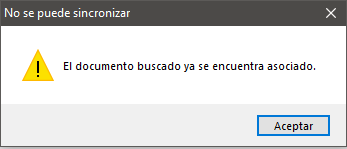 No se puede sincronizar
El documento buscado ya se encuentra asociado.
Aceptar